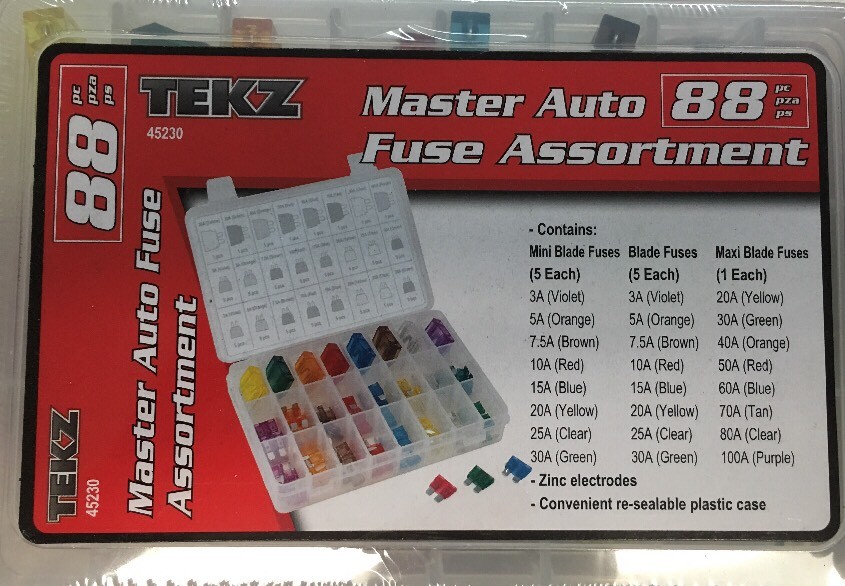 88 pc
pza
ps
TEKZ
45230
Master Auto 88 pc
pza
ps
Fuse Assortment
Master Auto Fuse
Assortment
TEKZ
45230
- Contains:
Mini Blade Fuses Blade Fuses Maxi Blade Fuses
(5 Each) (5 Each) (1 Each)
3A (Violet) 3A (Violet) 20A (Yellow)
5A (Orange) 5A (Orange) 30A (Green)
7.5A (Brown) 7.5A (Brown) 40A (Orange)
10A (Red) 10A (Red) 50A (Red)
15A (Blue) 15A (Blue) 60A (Blue)
20A (Yellow) 20A (Yellow) 70A (Tan)
25A (Clear) 25A (Clear) 80A (Clear)
30A (Green) 30A (Green) 100A (Purple)
- Zinc electrodes
- Convenient re-sealable plastic case